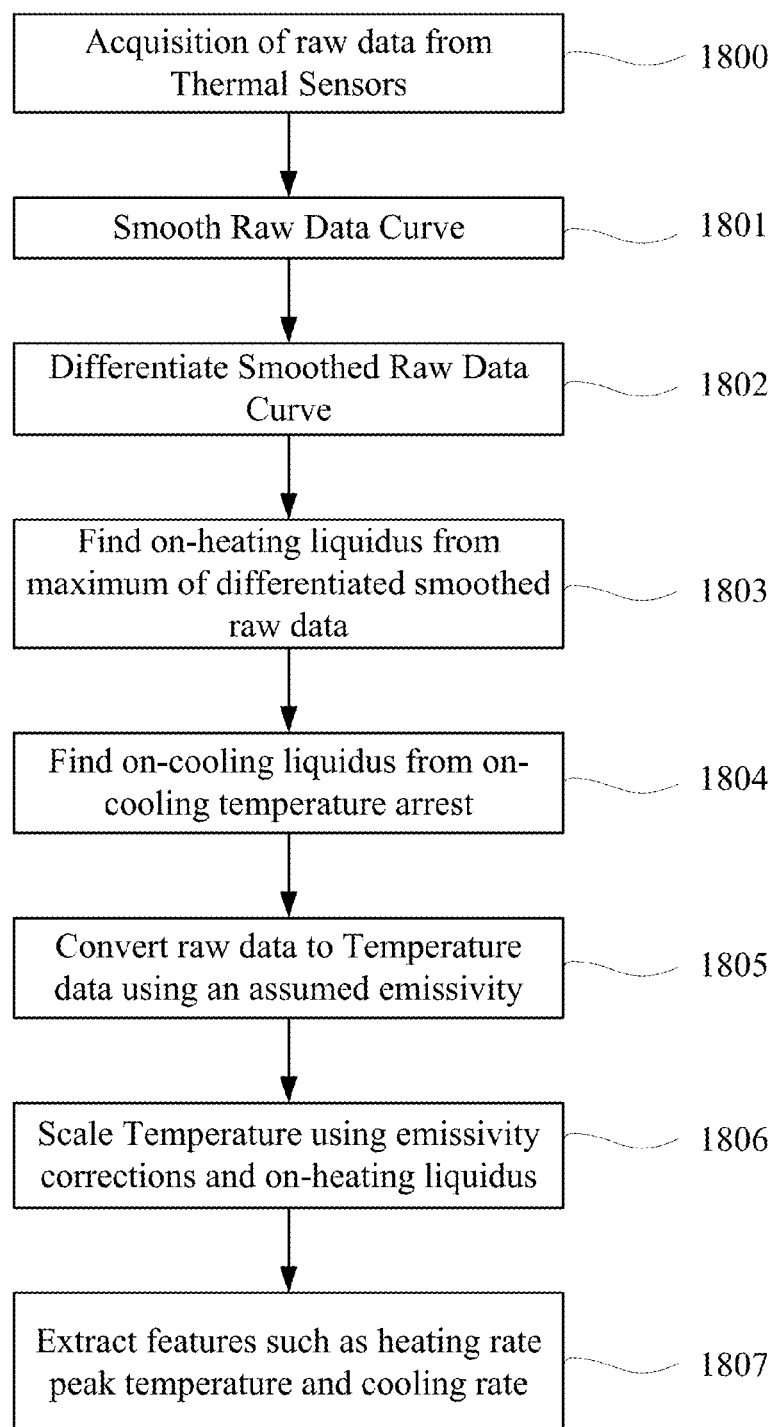 Acquisition of raw data from
Thermal Sensors
1800
Smooth Raw Data Curve
1801
Differentiate Smoothed Raw Data
Curve
1802
Find on-heating liquidus from
maximum of differentiated smoothed
raw data
1803
Find on-cooling liquidus from on-
cooling temperature arrest
1804
Convert raw data to Temperature
data using an assumed emissivity
1805
Scale Temperature using emissivity
corrections and on-heating liquidus
1806
Extract features such as heating rate
peak temperature and cooling rate
1807